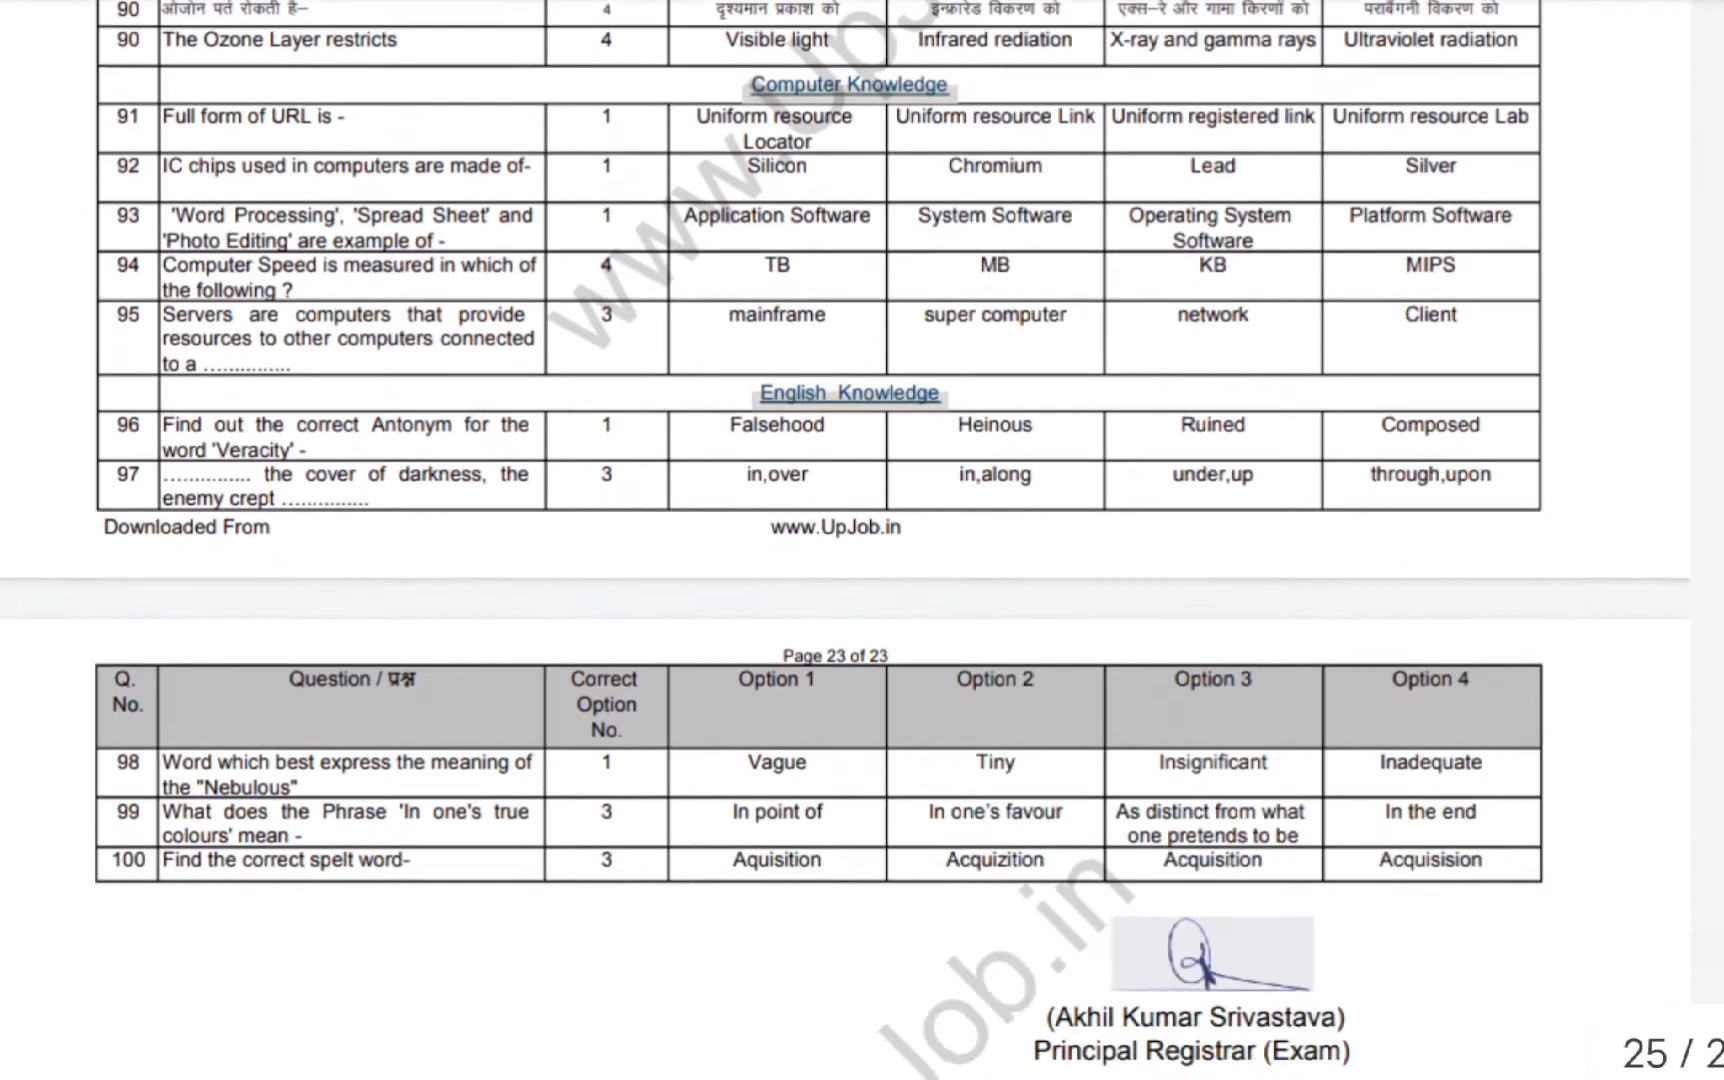 90 ओजोन पर्त रोकती है– 4 दृश्यमान प्रकाश को इन्फ्रारेड विकरण को एक्स–रे और गामा किरणों को पराबैंगनी विकरण को
90 The Ozone Layer restricts 4 Visible light Infrared rediation X-ray and gamma rays Ultraviolet radiation
Computer Knowledge
91 Full form of URL is - 1 Uniform resource Uniform resource Link Uniform registered link Uniform resource Lab
Locator
92 IC chips used in computers are made of- 1 Silicon Chromium Lead Silver
93 'Word Processing', 'Spread Sheet' and 1 Application Software System Software Operating System Platform Software
'Photo Editing' are example of - Software
94 Computer Speed is measured in which of 4 TB MB KB MIPS
the following ?
95 Servers are computers that provide 3 mainframe super computer network Client
resources to other computers connected
to a ...............
English Knowledge
96 Find out the correct Antonym for the 1 Falsehood Heinous Ruined Composed
word 'Veracity' -
97 ............... the cover of darkness, the 3 in,over in,along under,up through,upon
enemy crept ...............
Downloaded From www.UpJob.in
Page 23 of 23
Q. Question / प्रश्न Correct Option 1 Option 2 Option 3 Option 4
No. Option
No.
98 Word which best express the meaning of 1 Vague Tiny Insignificant Inadequate
the "Nebulous"
99 What does the Phrase 'In one's true 3 In point of In one's favour As distinct from what In the end
colours' mean - one pretends to be
100 Find the correct spelt word- 3 Aquisition Acquizition Acquisition Acquisision
(Akhil Kumar Srivastava)
Principal Registrar (Exam)
25 / 2
www.UpJ
Job.in